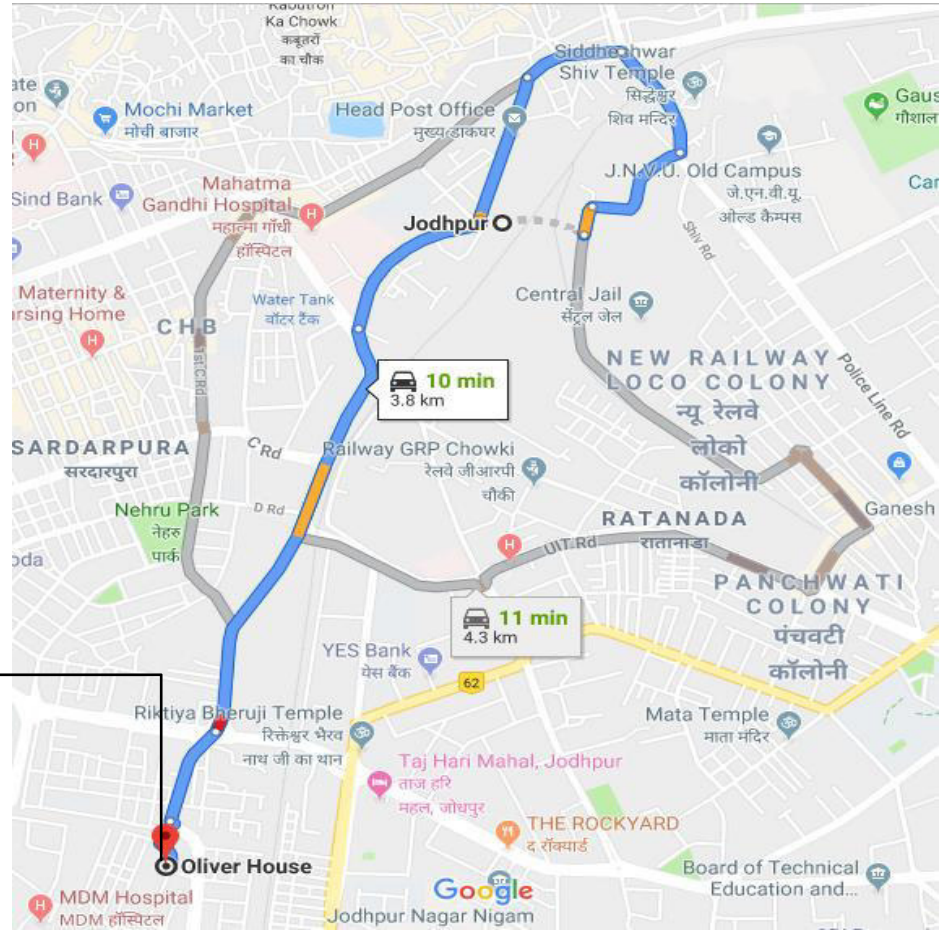 Kabutron
Ka Chowk
कबूतरों
का चौक
Mochi Market
मोची बाजार
Head Post Office
मुख्य डाकघर
Siddheshwar
Shiv Temple
सिद्धेश्वर
शिव मन्दिर
गौशाला
Sind Bank
J.N.V.U. Old Campus
जे.एन.वी.यू.
ओल्ड कैम्पस
Mahatma
Gandhi Hospital
महात्मा गाँधी
हॉस्पिटल
Jodhpur
Shiv Rd
Maternity &
Water Tank
वॉटर टैंक
Central Jail
सेंट्रल जेल
CHB
1st C Rd
NEW RAILWAY
LOCO COLONY
न्यू रेलवे
लोको
कॉलोनी
Police Line Rd
10 min
3.8 km
SARDARPURA
सरदारपुरा
C Rd
Railway GRP Chowki
रेलवे जीआरपी
चौकी
Nehru Park
नेहरु
पार्क
D Rd
Ganesh
RATANADA
रातानाडा
UIT Rd
PANCHWATI
COLONY
पंचवटी
कॉलोनी
11 min
4.3 km
YES Bank
येस बैंक
62
Riktiya Bheruji Temple
रिक्तेश्वर भैरव
नाथ जी का थान
Mata Temple
माता मंदिर
Taj Hari Mahal, Jodhpur
ताज हरि
महल, जोधपुर
THE ROCKYARD
द रॉक्यार्ड
Oliver House
Board of Technical
Education and...
MDM Hospital
MDM हॉस्पिटल
Google
Jodhpur Nagar Nigam